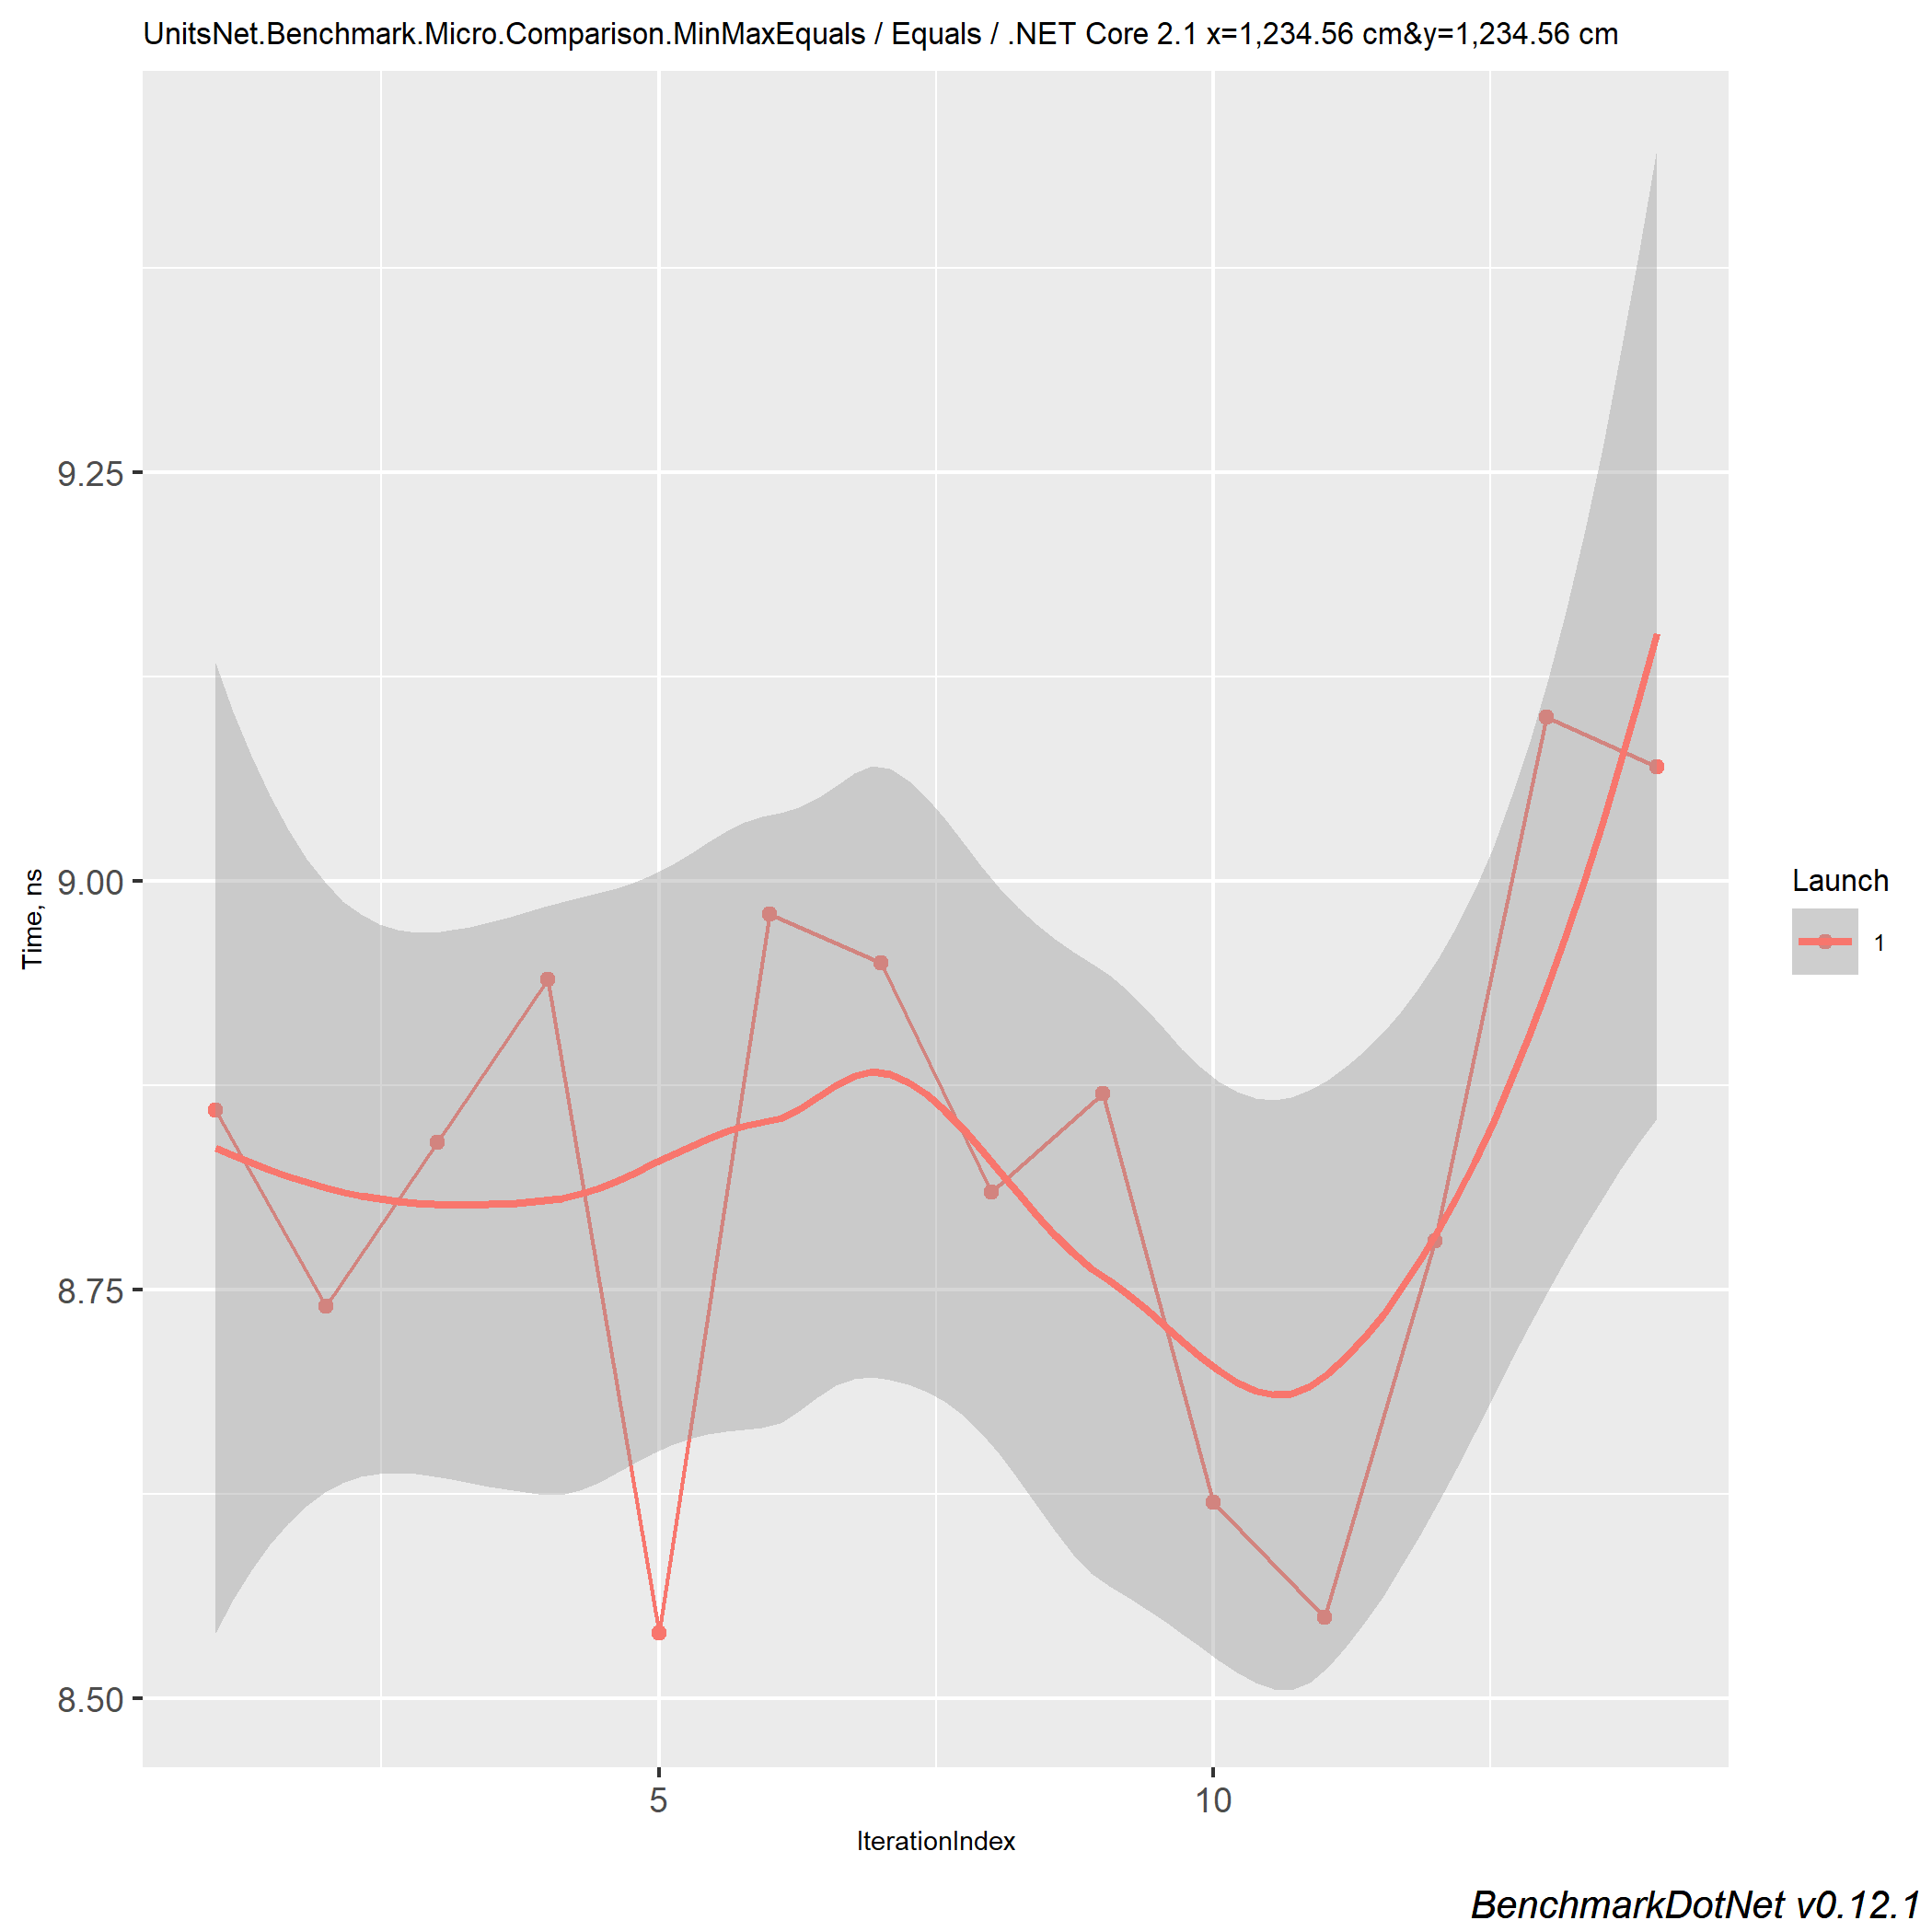 UnitsNet.Benchmark.Micro.Comparison.MinMaxEquals / Equals / .NET Core 2.1 x=1,234.56 cm&y=1,234.56 cm
9.25
9.00
8.75
8.50
Time, ns
5
10
IterationIndex
Launch
1
BenchmarkDotNet v0.12.1